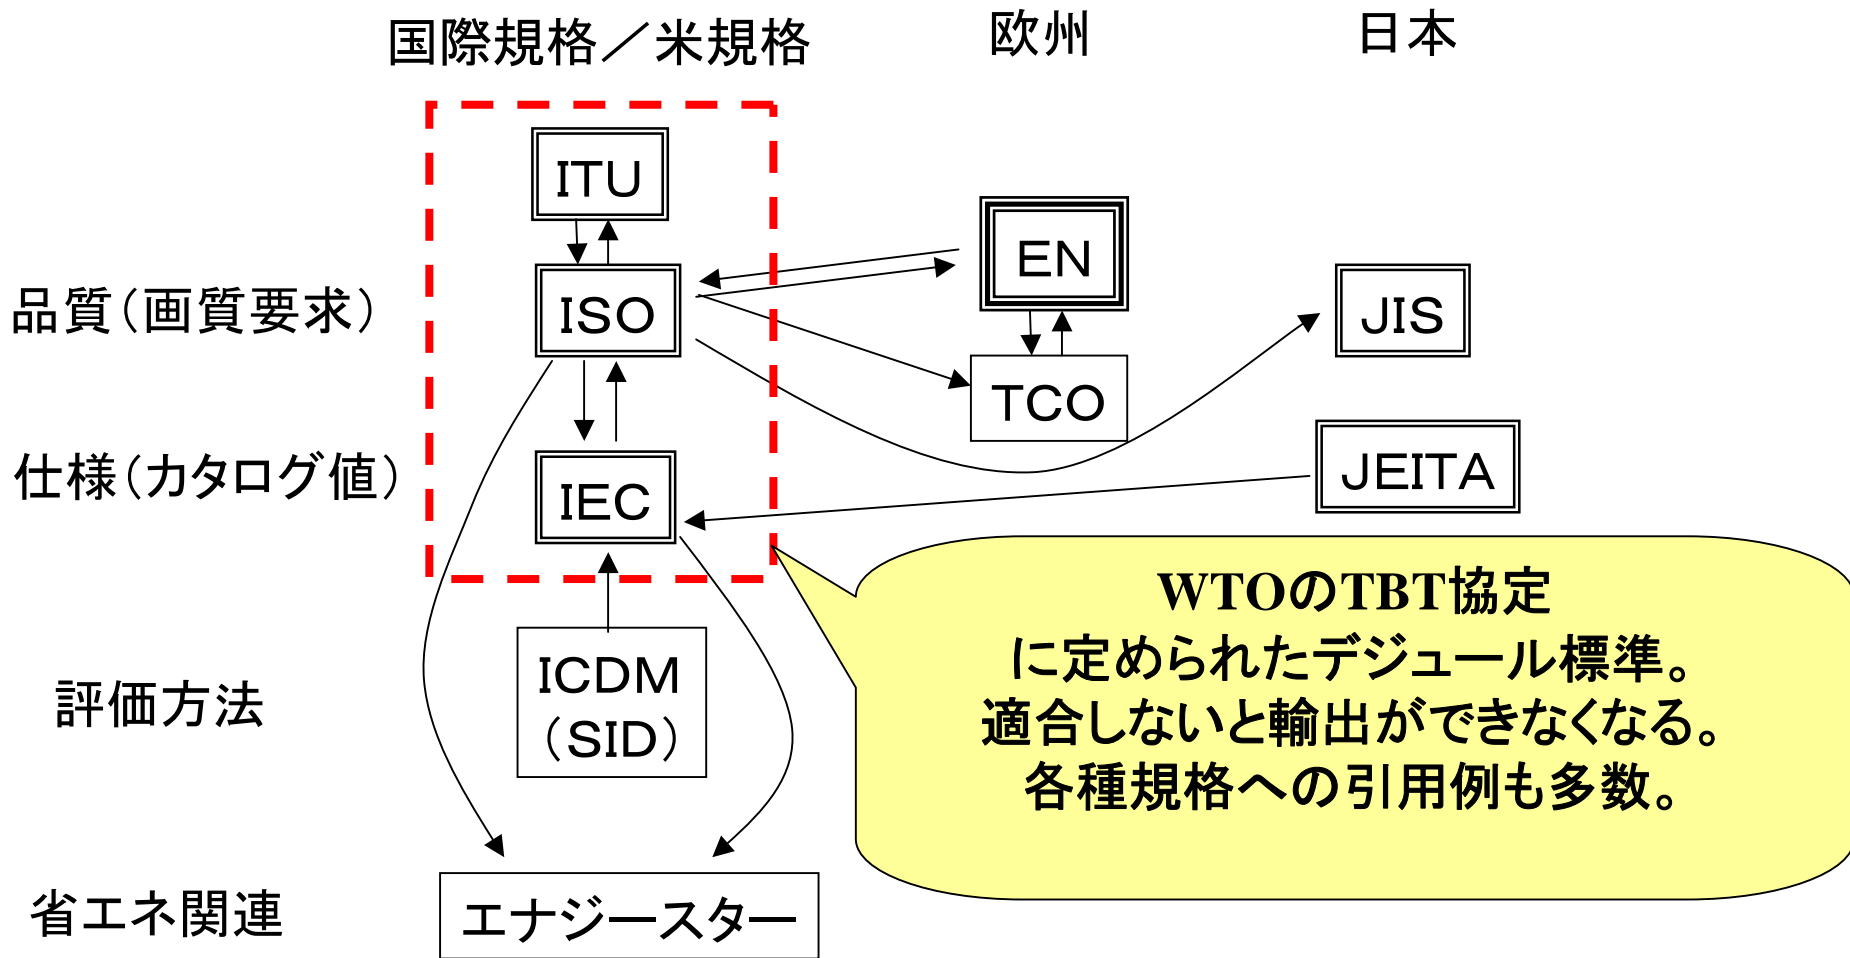 国際規格／米規格
欧州
日本
ITU
EN
品質（画質要求）
ISO
JIS
TCO
仕様（カタログ値）
IEC
JEITA
WTOのTBT協定
に定められたデジュール標準。
適合しないと輸出ができなくなる。
各種規格への引用例も多数。
評価方法
ICDM
（SID）
省エネ関連
エナジースター